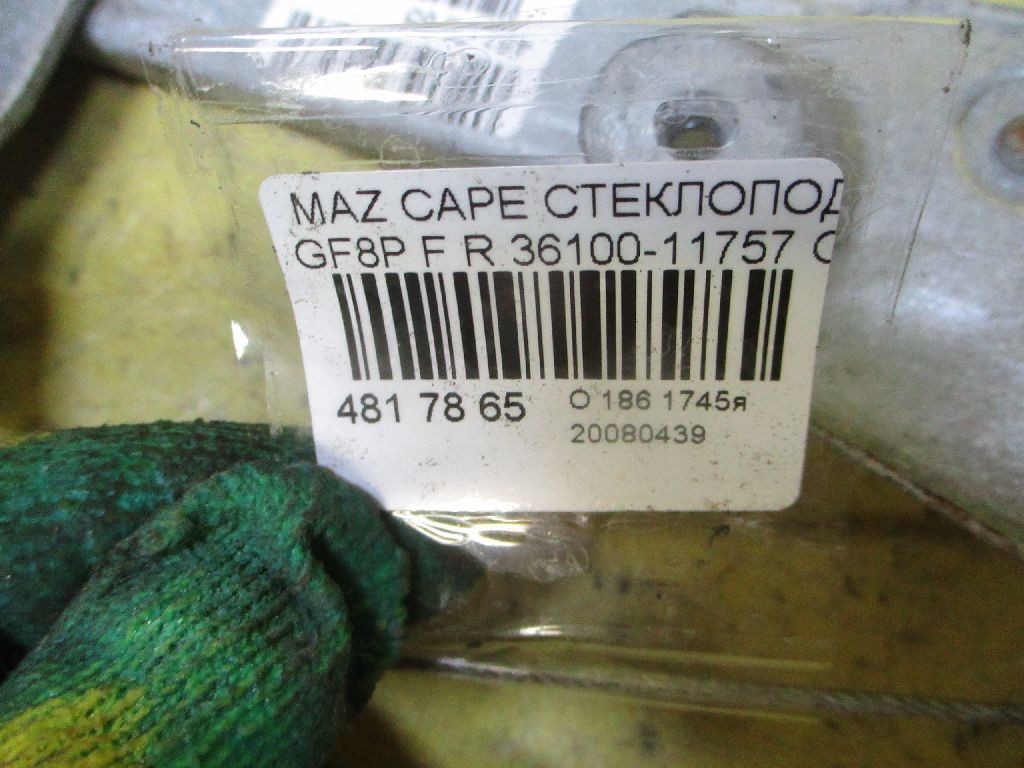 MAZ CAPE СТЕКЛОПОД
GF8P F R 36100-11757
481 78 65
О 186 1745я
20080439